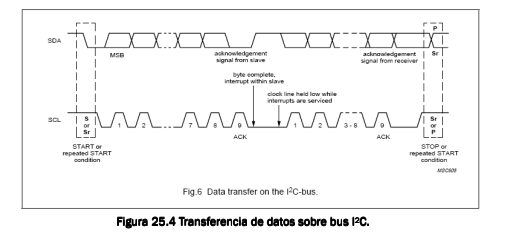 SDA
MSB
acknowledgement
signal from slave
acknowledgement
signal from receiver
P
Sr
byte complete,
interrupt within slave
clock line held low while
interrupts are serviced
SCL
S
or
Sr
1
2
7
8
9
1
2
3 - 8
9
Sr
or
P
ACK
ACK
START or
repeated START
condition
STOP or
repeated START
condition
MSC608
Fig.6 Data transfer on the I²C-bus.
Figura 25.4 Transferencia de datos sobre bus I²C.